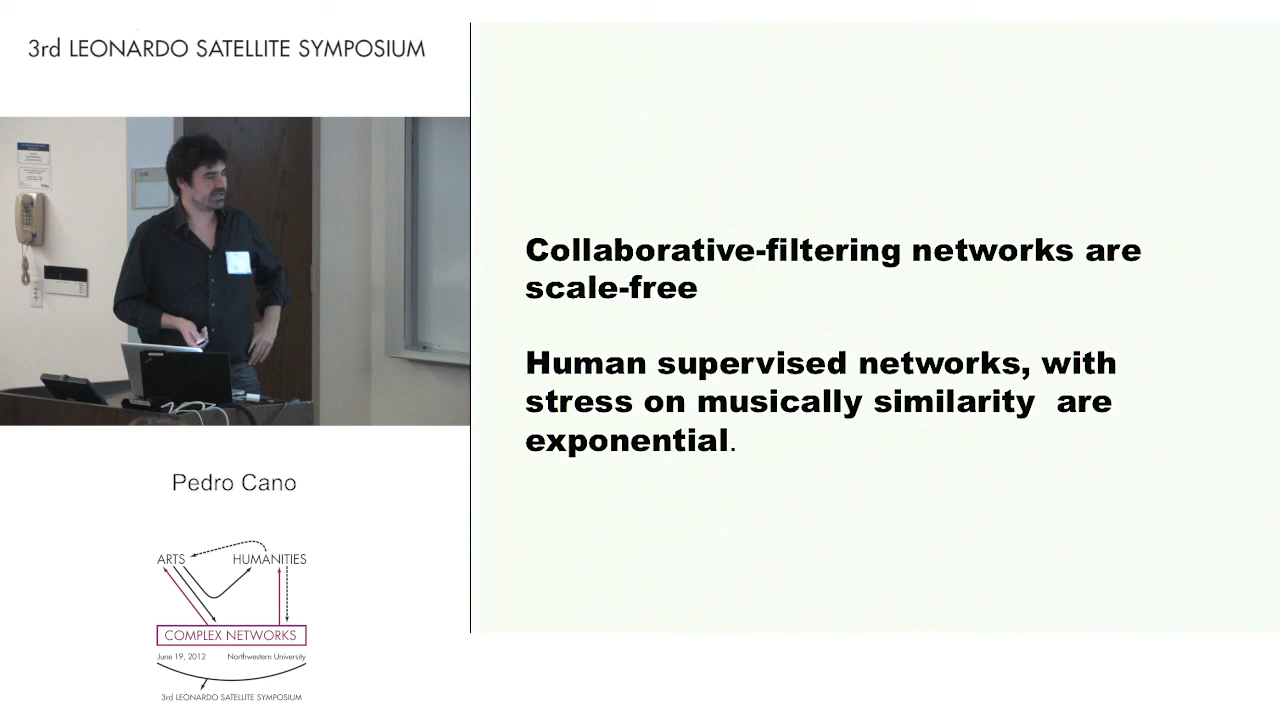 3rd LEONARDO SATELLITE SYMPOSIUM
Collaborative-filtering networks are
scale-free
Human supervised networks, with
stress on musically similarity  are
exponential.
Pedro Cano
ARTS
HUMANITIES
COMPLEX NETWORKS
June 19, 2012
Northwestern University
3rd LEONARDO SATELLITE SYMPOSIUM